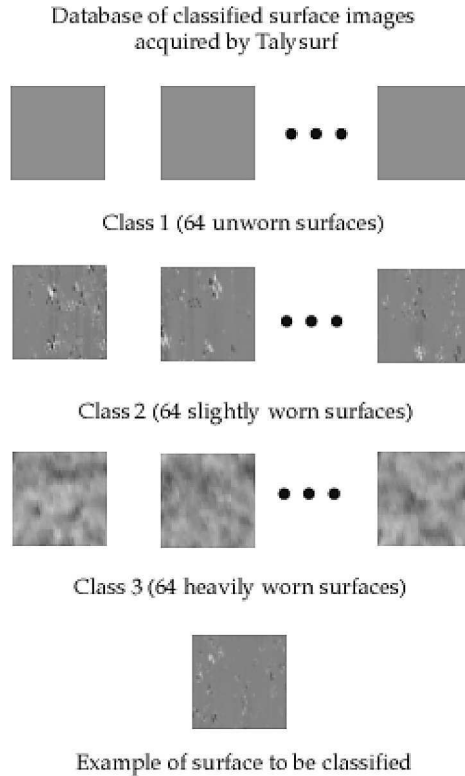 Database of classified surface images
acquired by Talysurf
Class 1 (64 unworn surfaces)
Class 2 (64 slightly worn surfaces)
Class 3 (64 heavily worn surfaces)
Example of surface to be classified